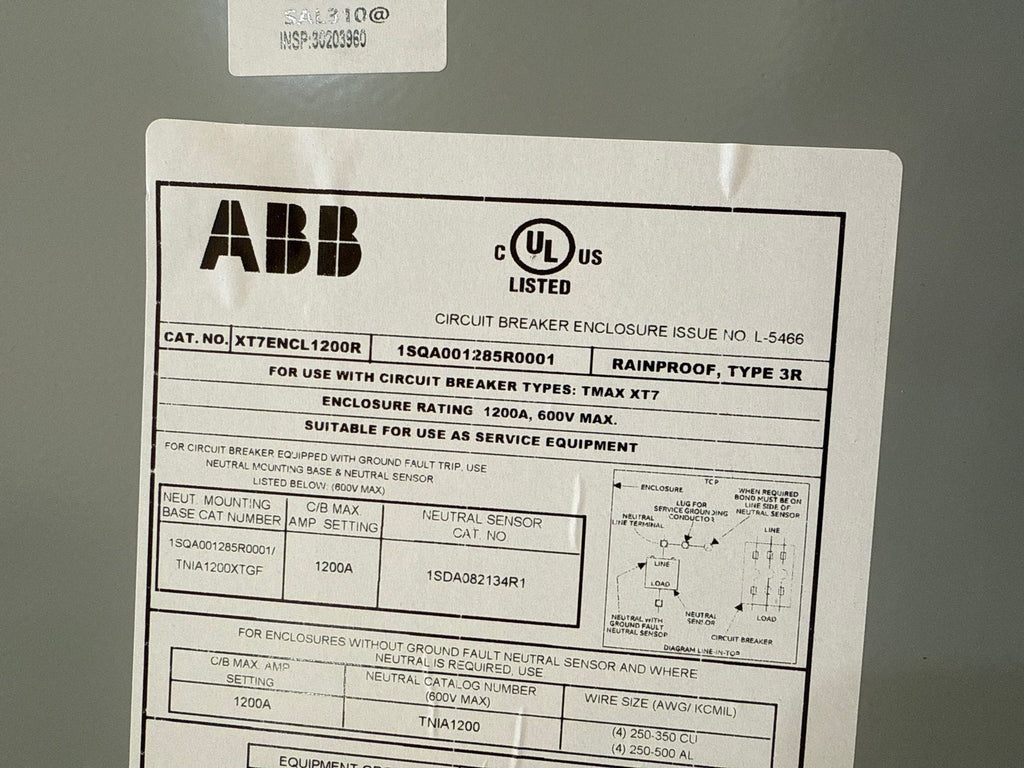 SAL310@
INSP:30203960
ABB
C UL US
LISTED
CIRCUIT BREAKER ENCLOSURE ISSUE NO. L-5466
CAT. NO. XT7ENCL1200R 1SQA001285R0001 RAINPROOF, TYPE 3R
FOR USE WITH CIRCUIT BREAKER TYPES: TMAX XT7
ENCLOSURE RATING 1200A, 600V MAX.
SUITABLE FOR USE AS SERVICE EQUIPMENT
FOR CIRCUIT BREAKER EQUIPPED WITH GROUND FAULT TRIP, USE
NEUTRAL MOUNTING BASE & NEUTRAL SENSOR
LISTED BELOW: (600V MAX)
NEUT. MOUNTING
BASE CAT NUMBER
C/B MAX.
AMP SETTING
NEUTRAL SENSOR
CAT. NO
1SQA001285R0001/
TNIA1200XTGF
1200A
1SDA082134R1
TOP
ENCLOSURE
LUG FOR
SERVICE GROUNDING
CONDUCTOR
WHEN REQUIRED
BOND MUST BE ON
LINE SIDE OF
NEUTRAL SENSOR
NEUTRAL
LINE TERMINAL
LINE
LINE
LOAD
NEUTRAL WITH
GROUND FAULT
NEUTRAL SENSOR
NEUTRAL
SENSOR
LOAD
CIRCUIT BREAKER
DIAGRAM LINE-IN-TOP
FOR ENCLOSURES WITHOUT GROUND FAULT NEUTRAL SENSOR AND WHERE
NEUTRAL IS REQUIRED, USE
C/B MAX. AMP
SETTING
NEUTRAL CATALOG NUMBER
(600V MAX)
WIRE SIZE (AWG/ KCMIL)
1200A
TNIA1200
(4) 250-350 CU
(4) 250-500 AL
EQUIPMENT